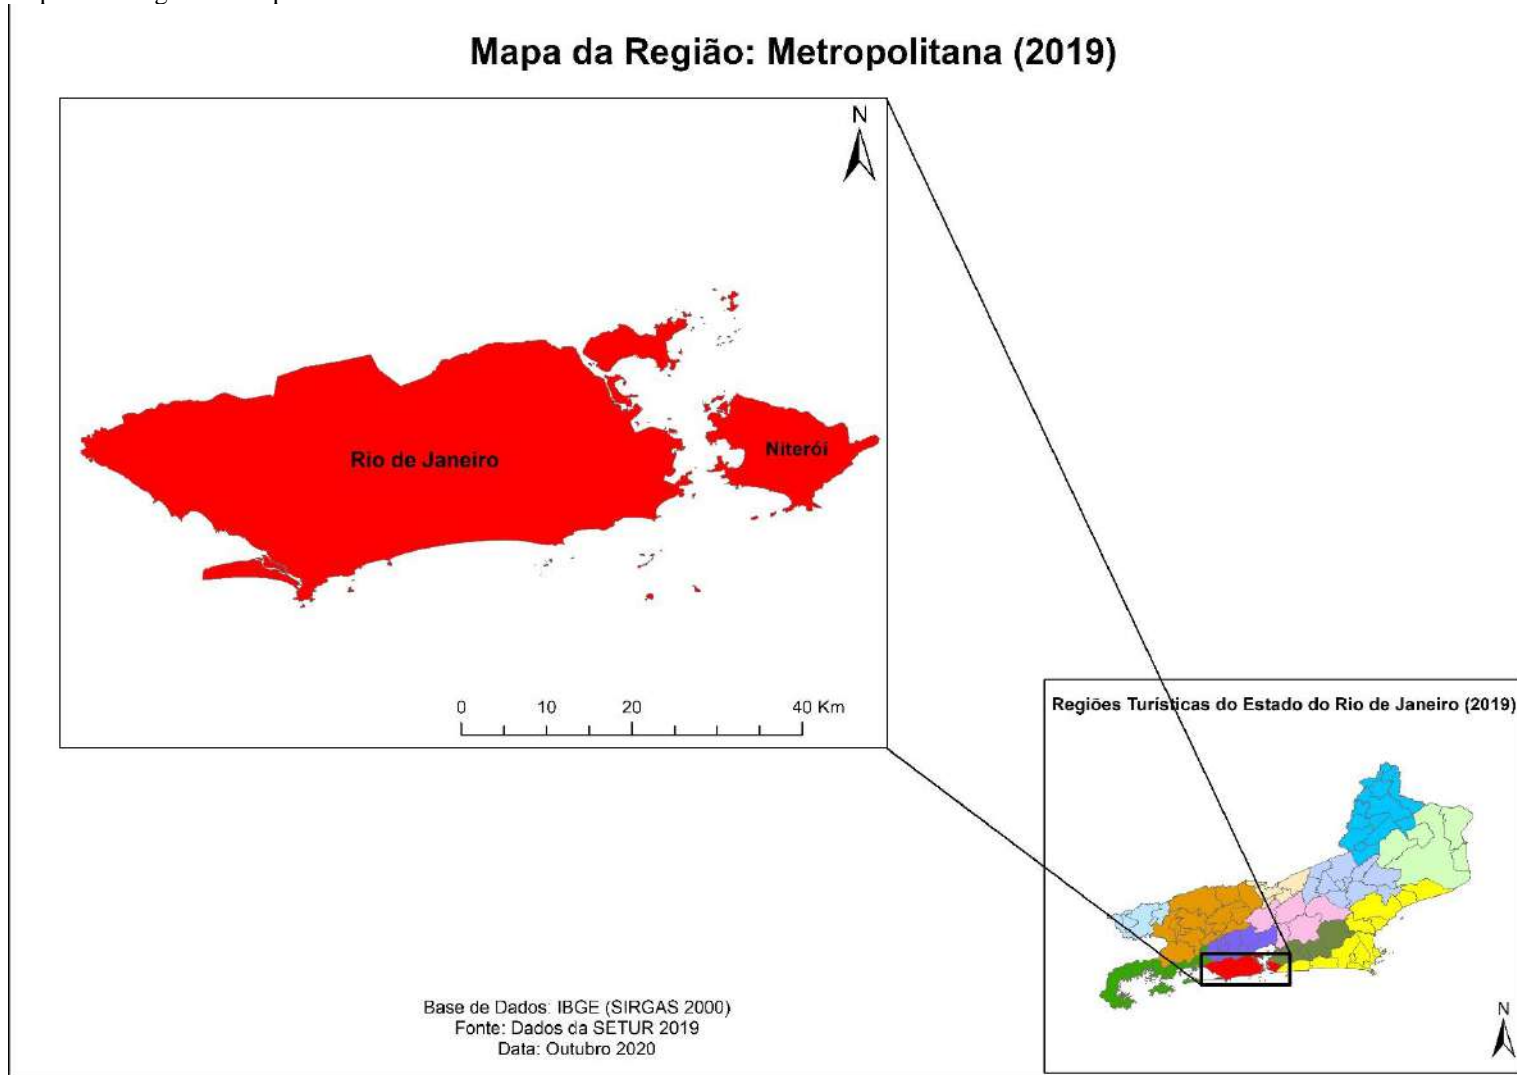 Mapa da Região: Metropolitana (2019)
N
Rio de Janeiro
Niterói
0 10 20 40 Km
Regiões Turísticas do Estado do Rio de Janeiro (2019)
N
Base de Dados: IBGE (SIRGAS 2000)
Fonte: Dados da SETUR 2019
Data: Outubro 2020